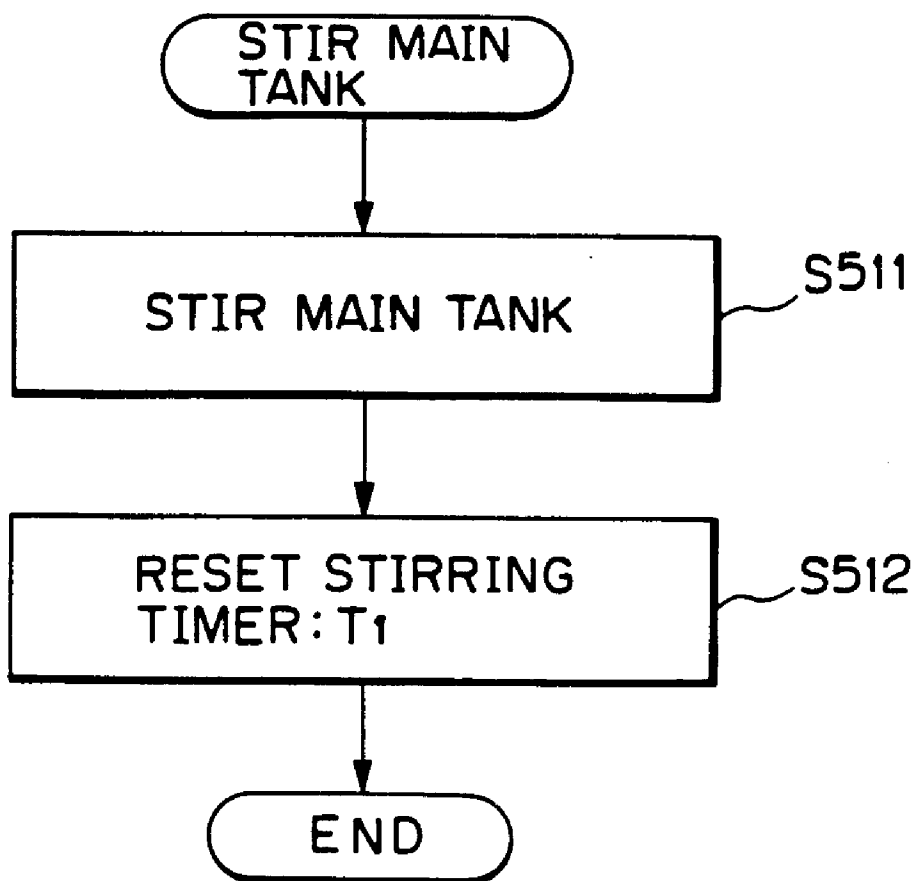 STIR MAIN
TANK
STIR MAIN TANK
S511
RESET STIRRING
TIMER: T1
S512
END